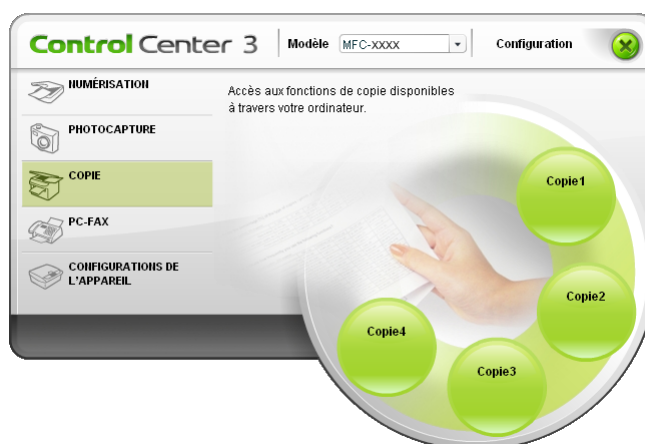 Control Center 3
Modèle
MFC-XXXX
Configuration
NUMÉRISATION
PHOTOCAPTURE
COPIE
PC-FAX
CONFIGURATIONS DE
L'APPAREIL
Accès aux fonctions de copie disponibles
à travers votre ordinateur.
Copie1
Copie2
Copie3
Copie4